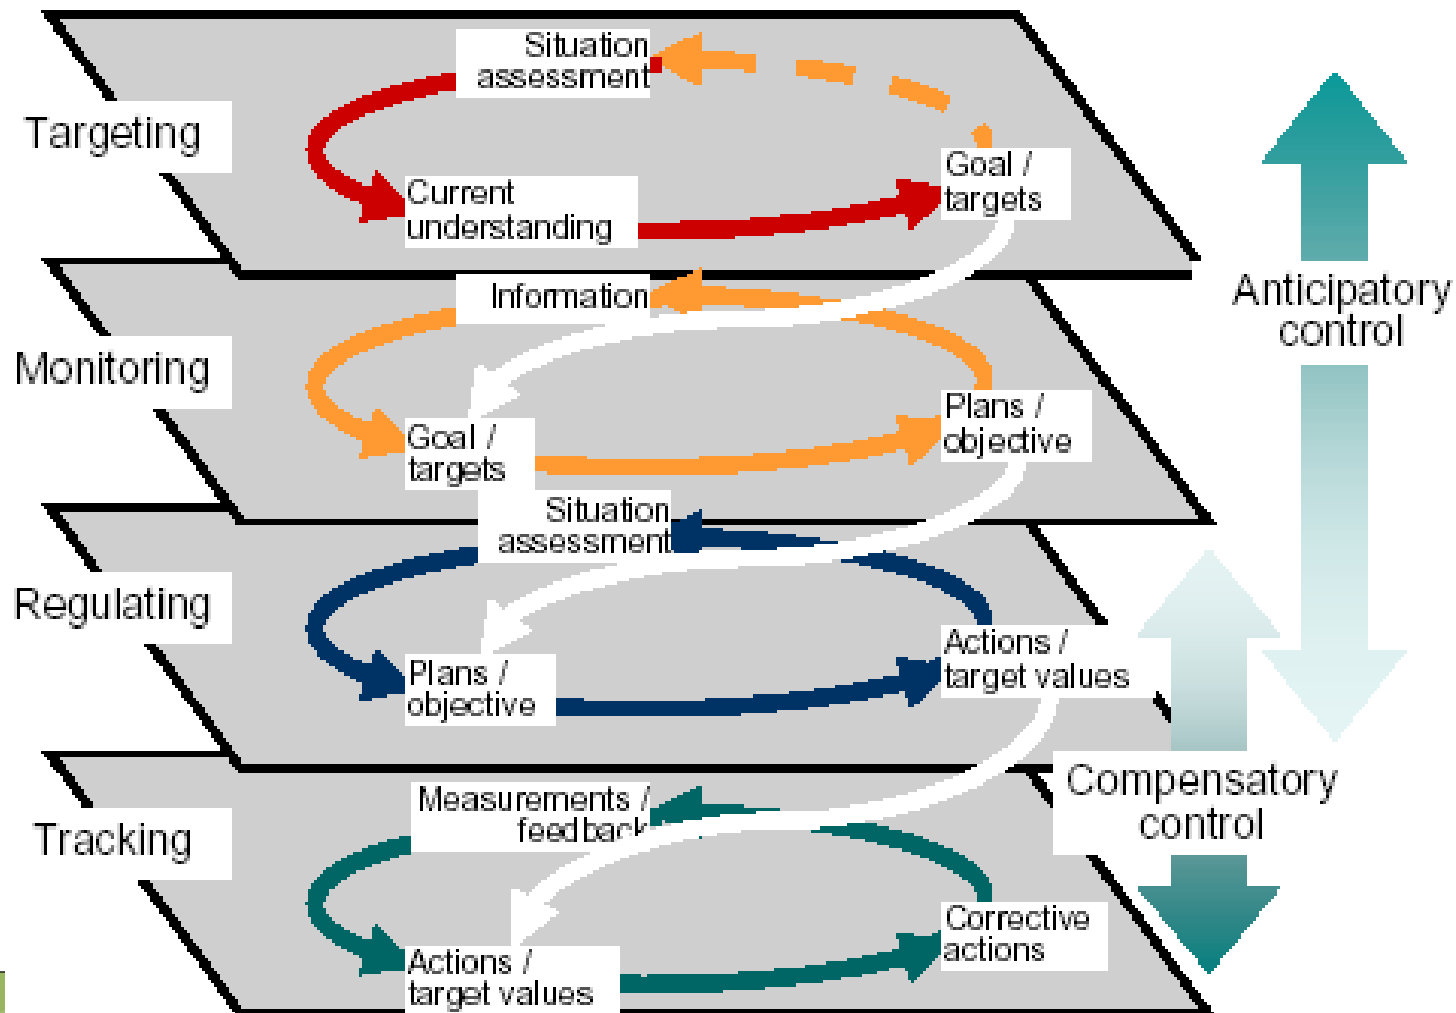 Situation
assessment
Targeting
Current
understanding
Goal /
targets
Anticipatory
control
Information
Monitoring
Goal /
targets
Plans /
objective
Situation
assessment
Regulating
Plans /
objective
Actions /
target values
Compensatory
control
Measurements /
feedback
Tracking
Actions /
target values
Corrective
actions